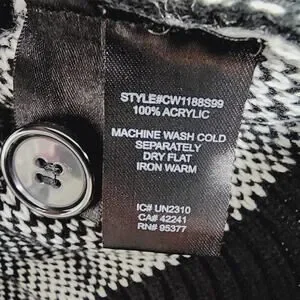 STYLE#CW1188S99
100% ACRYLIC
MACHINE WASH COLD
SEPARATELY
DRY FLAT
IRON WARM
IC# UN2310
CA# 42241
RN# 95377